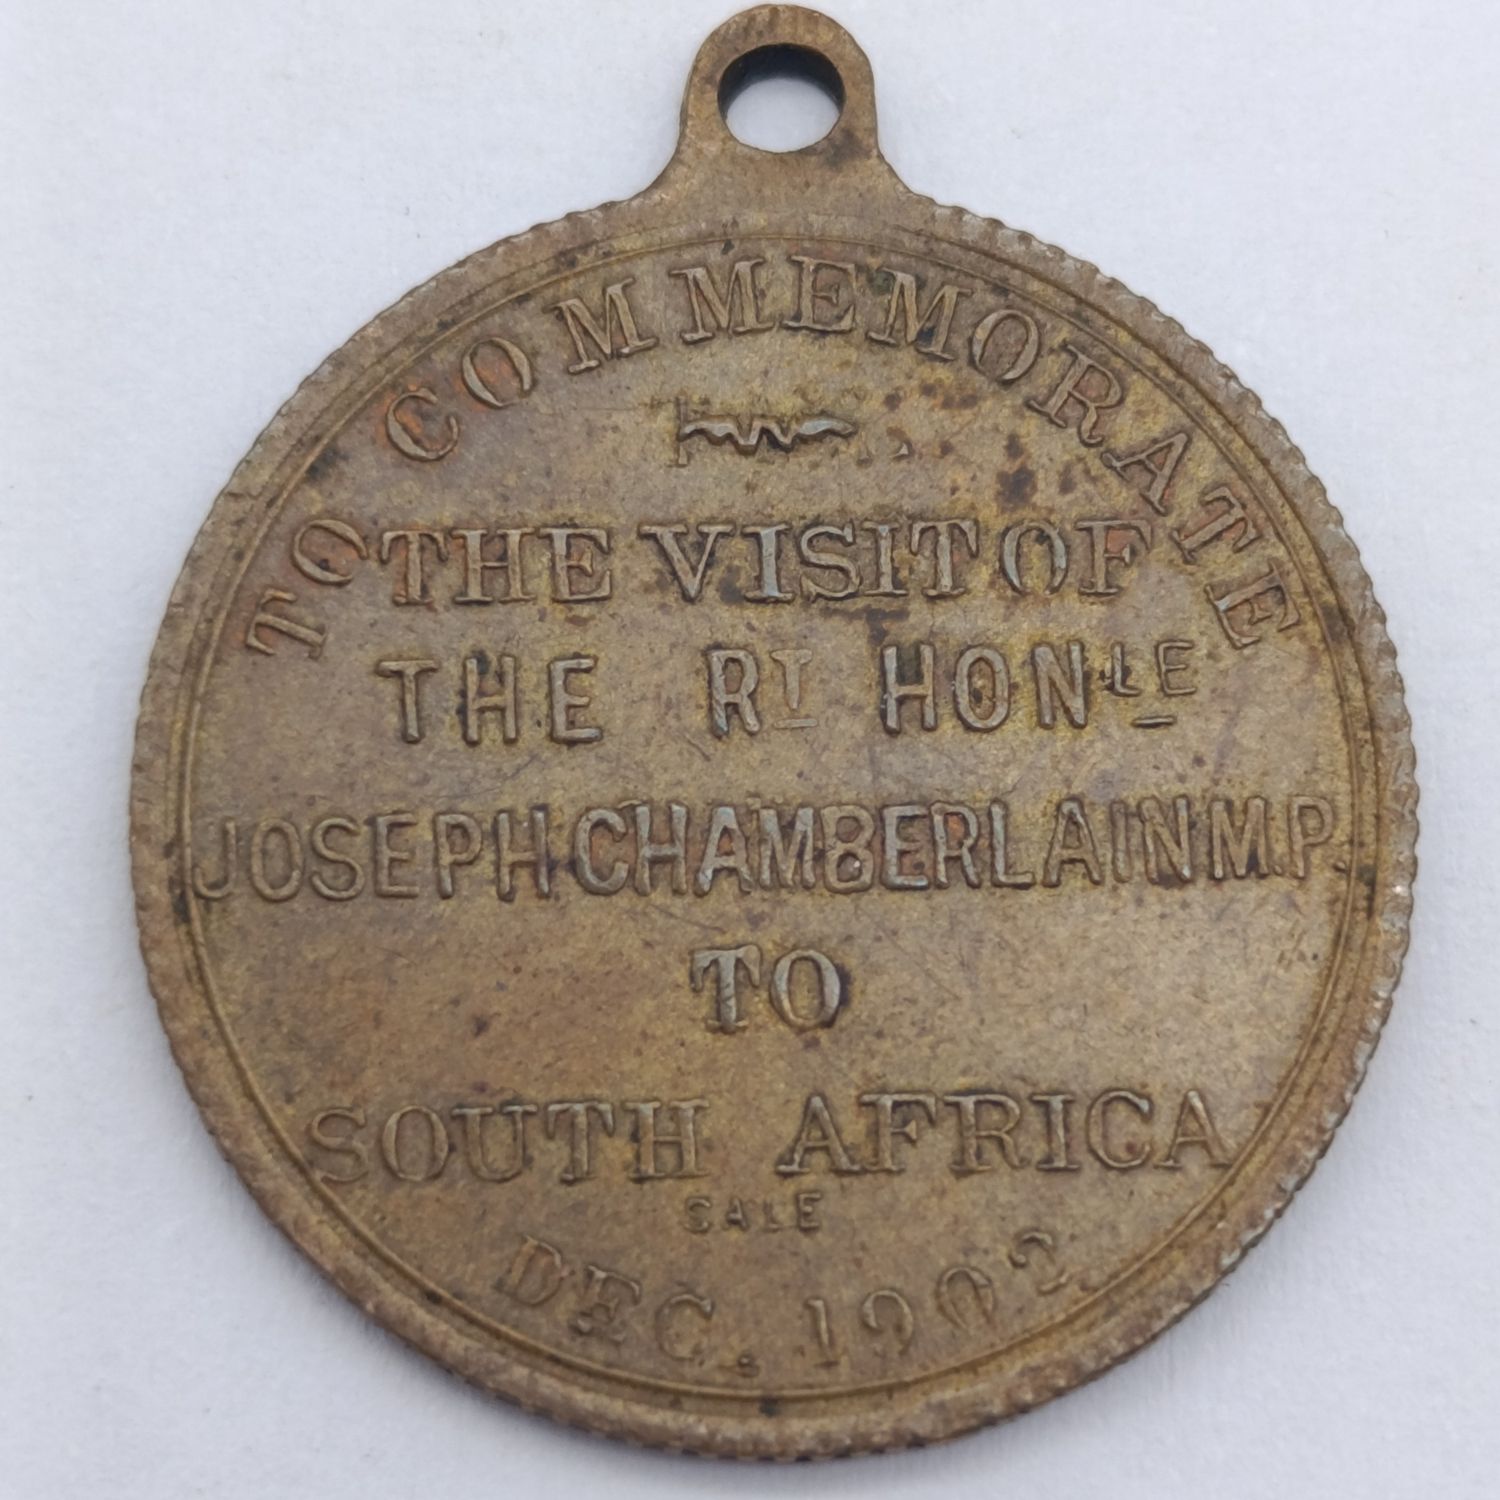 TO COMMEMORATE
THE VISIT OF
THE RT HONLE
JOSEPH CHAMBERLAIN M.P.
TO
SOUTH AFRICA
SALE
DEC. 1902